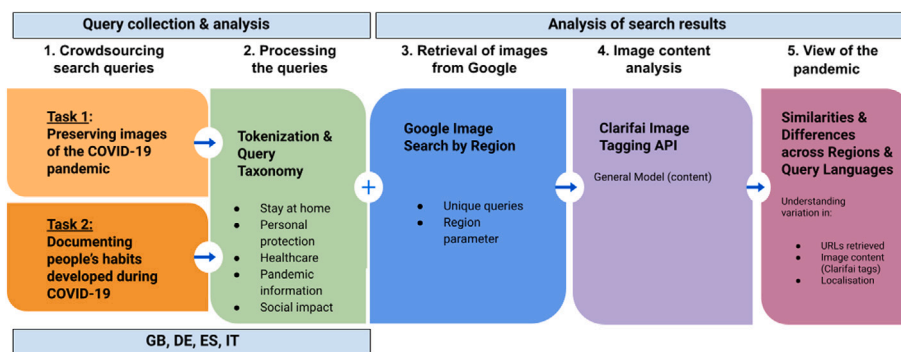 Query collection & analysis
Analysis of search results
1. Crowdsourcing
search queries
2. Processing
the queries
3. Retrieval of images
from Google
4. Image content
analysis
5. View of the
pandemic
Task 1:
Preserving images
of the COVID-19
pandemic
Task 2:
Documenting
people's habits
developed during
COVID-19
Tokenization &
Query
Taxonomy
● Stay at home
● Personal
protection
● Healthcare
● Pandemic
information
● Social impact
+
Google Image
Search by Region
● Unique queries
● Region
parameter
Clarifai Image
Tagging API
General Model (content)
Similarities &
Differences
across Regions &
Query Languages
Understanding
variation in:
● URLs retrieved
● Image content
(Clarifai tags)
● Localisation
GB, DE, ES, IT